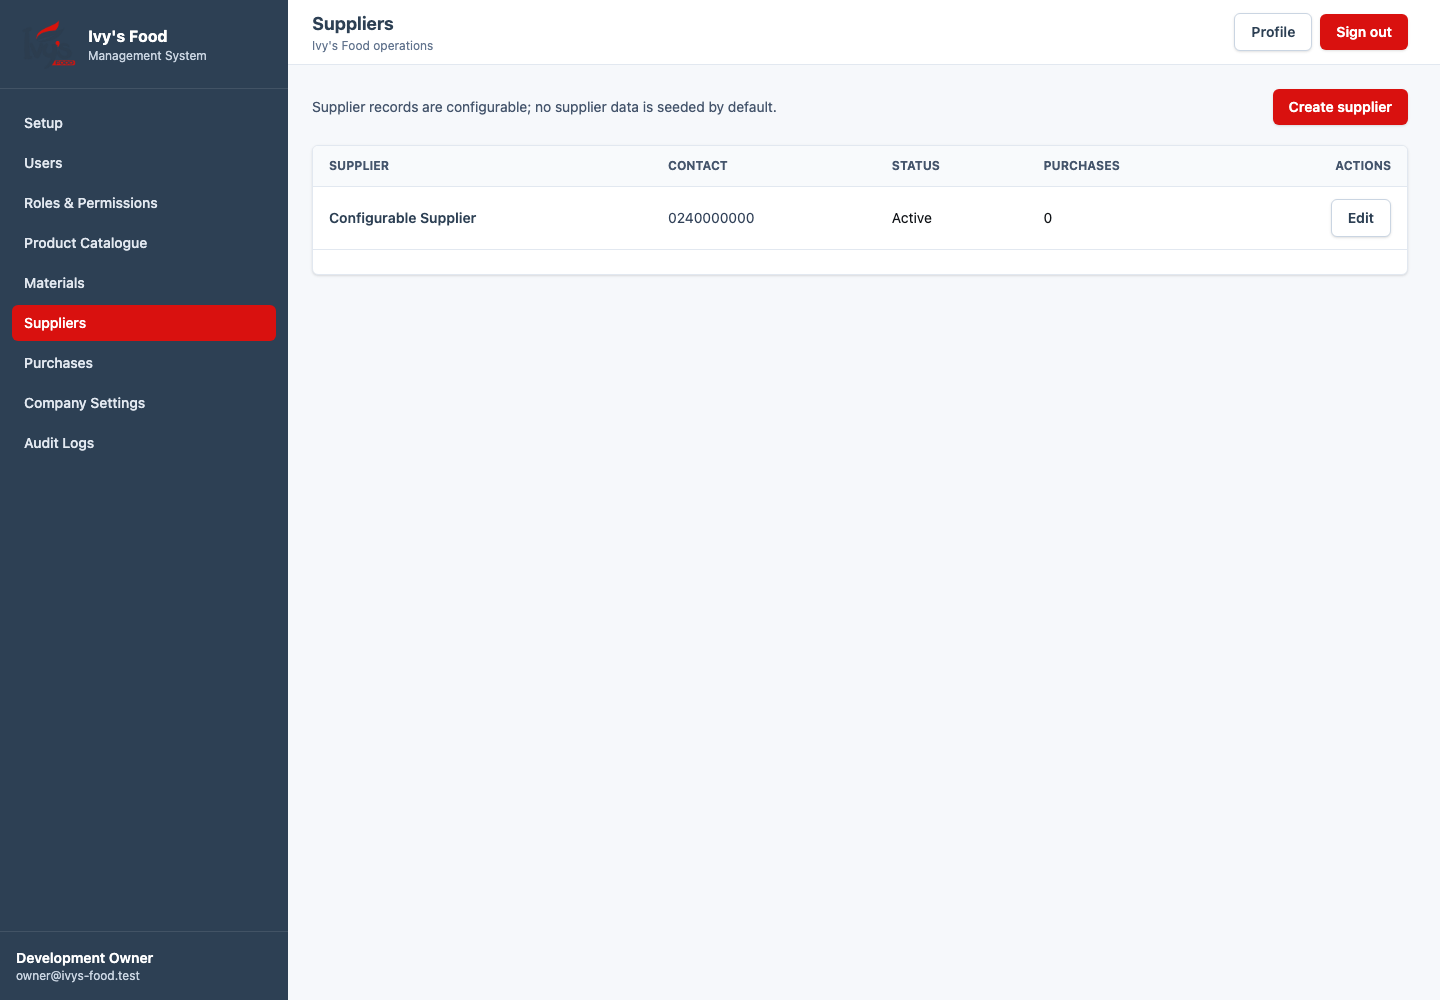 Ivy's Food
Management System
Setup
Users
Roles & Permissions
Product Catalogue
Materials
Suppliers
Purchases
Company Settings
Audit Logs
Development Owner
owner@ivys-food.test
Suppliers
Ivy's Food operations
Profile
Sign out
Supplier records are configurable; no supplier data is seeded by default.
Create supplier
SUPPLIER CONTACT STATUS PURCHASES ACTIONS
Configurable Supplier 0240000000 Active 0 Edit